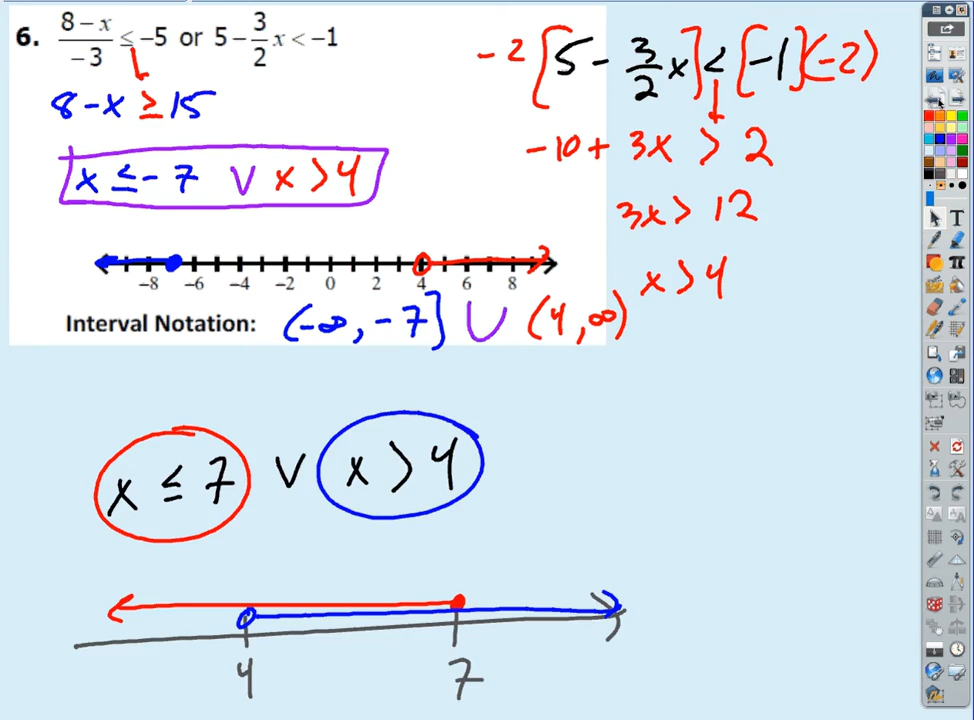 6. (8 − x)/−3 ≤ −5 or 5 − 3/2 x < −1
8 − x ≥ 15
x ≤ −7 ∨ x > 4
−8 −6 −4 −2 0 2 4 6 8
Interval Notation: (−∞, −7] ∪ (4, ∞)
−2[5 − 3/2 x] < [−1](−2)
−10 + 3x > 2
3x > 12
x > 4
x ≤ 7 ∨ x > 4
4 7